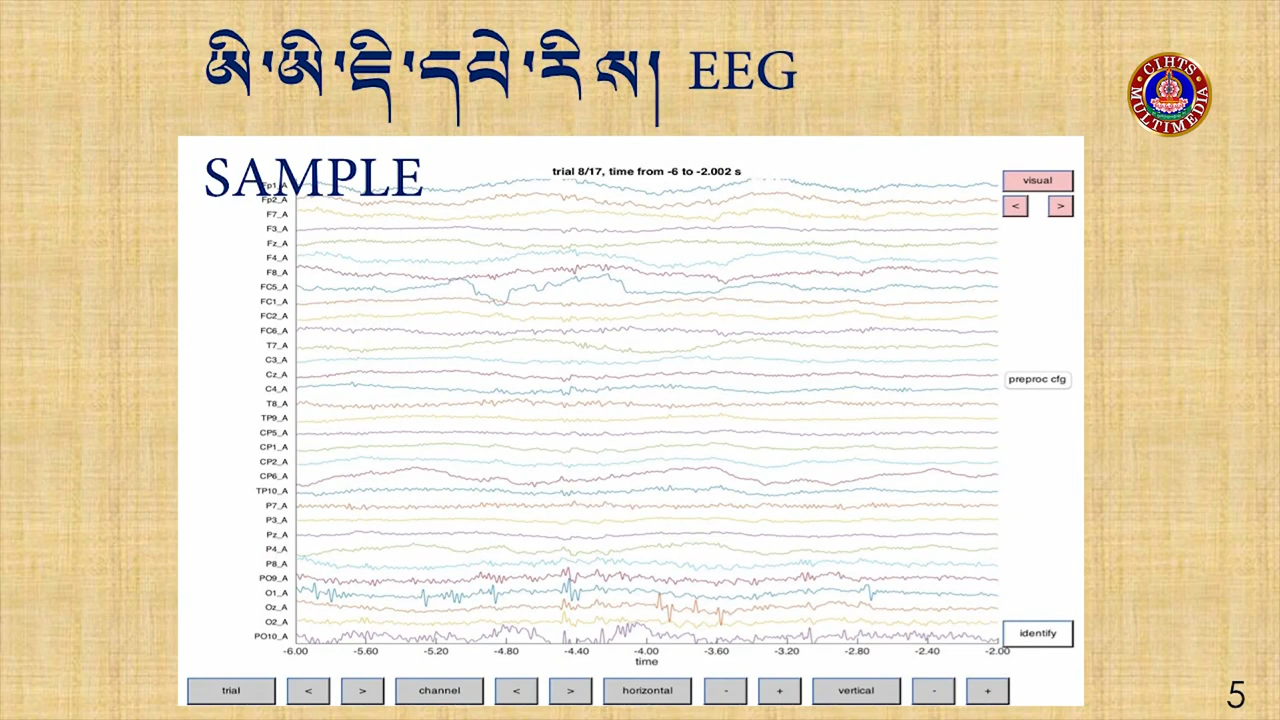 ཨི་ཨི་ཇི་དཔེ་རིས། EEG
SAMPLE
CIHTS
MULTIMEDIA
trial 8/17, time from -6 to -2.002 s
visual
< >
Fp1_A
Fp2_A
F7_A
F3_A
Fz_A
F4_A
F8_A
FC5_A
FC1_A
FC2_A
FC6_A
T7_A
C3_A
Cz_A
preproc cfg
C4_A
T8_A
TP9_A
CP5_A
CP1_A
CP2_A
CP6_A
TP10_A
P7_A
P3_A
Pz_A
P4_A
P8_A
PO9_A
O1_A
Oz_A
O2_A
identify
PO10_A
-6.00 -5.60 -5.20 -4.80 -4.40 -4.00 -3.60 -3.20 -2.80 -2.40 -2.00
time
trial < > channel < > horizontal - + vertical - +
5